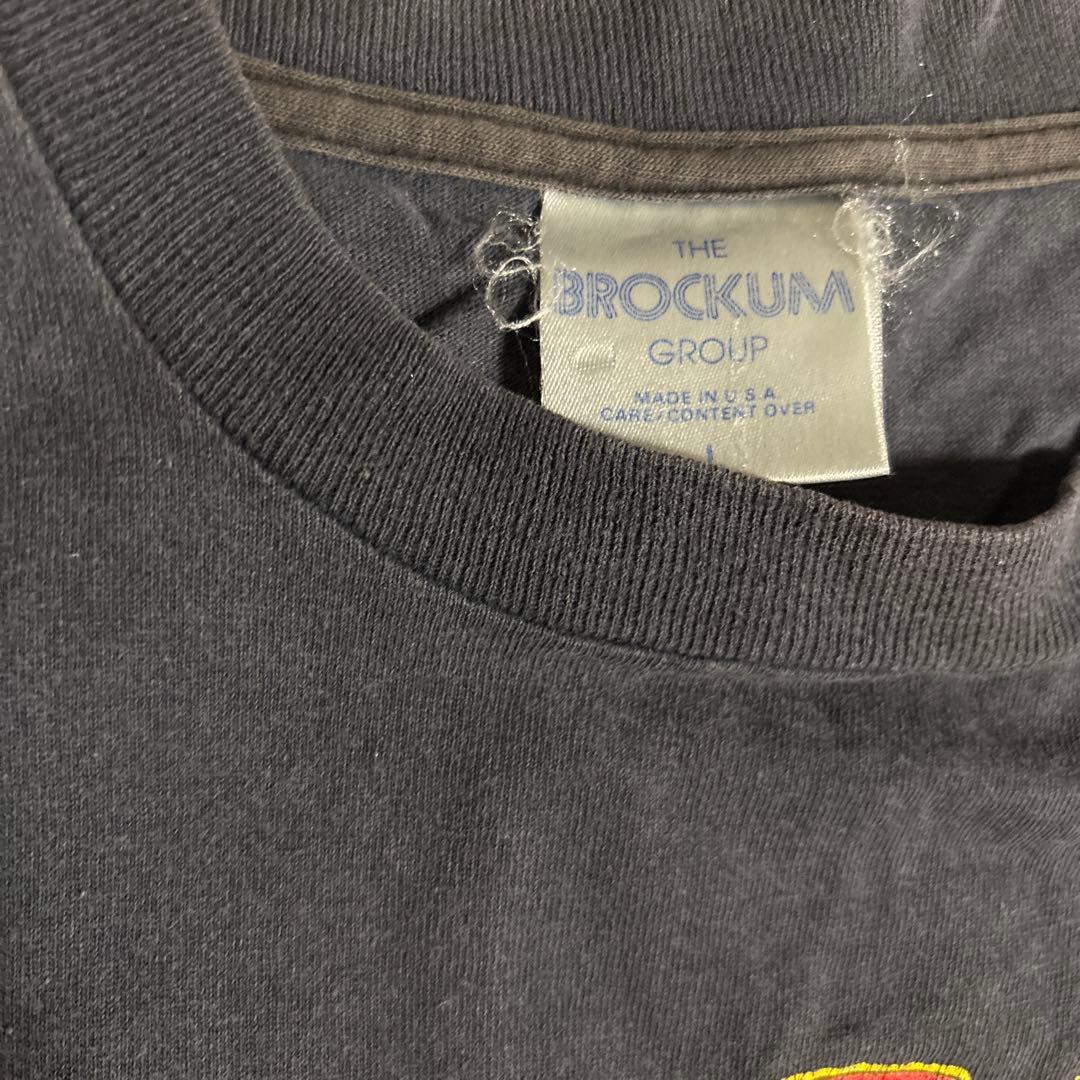 THE
BROCKUM
GROUP
MADE IN U S A
CARE/CONTENT OVER